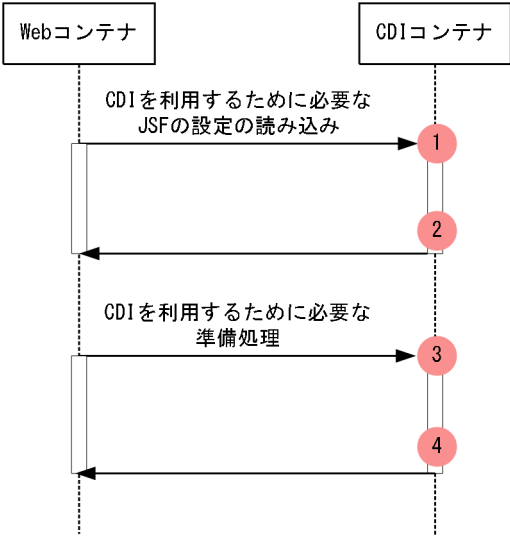 Webコンテナ
CDIコンテナ
CDIを利用するために必要な
JSFの設定の読み込み
1
2
CDIを利用するために必要な
準備処理
3
4